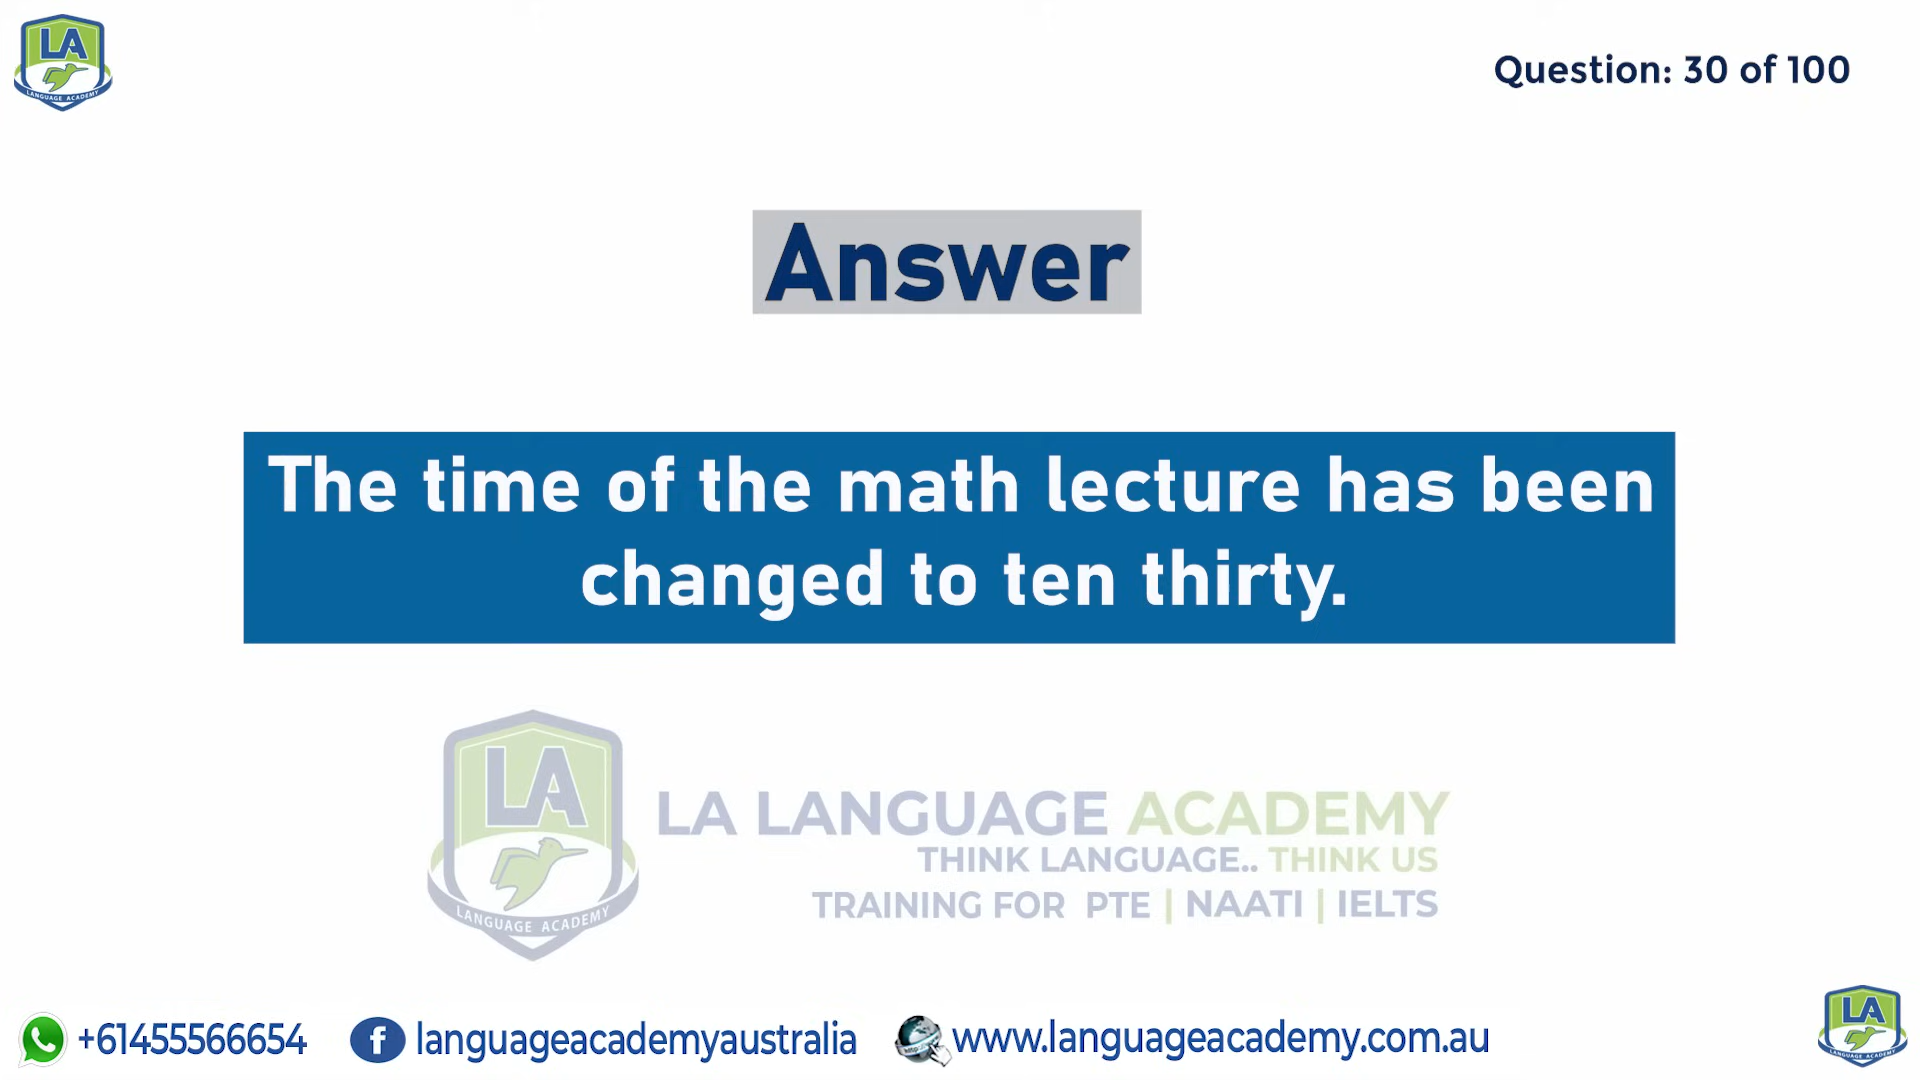 LA
LANGUAGE ACADEMY
Question: 30 of 100
Answer
The time of the math lecture has been
changed to ten thirty.
LA
LANGUAGE ACADEMY
LA LANGUAGE ACADEMY
THINK LANGUAGE.. THINK US
TRAINING FOR PTE | NAATI | IELTS
+61455566654
f
languageacademyaustralia
http
www.languageacademy.com.au
LA
LANGUAGE ACADEMY